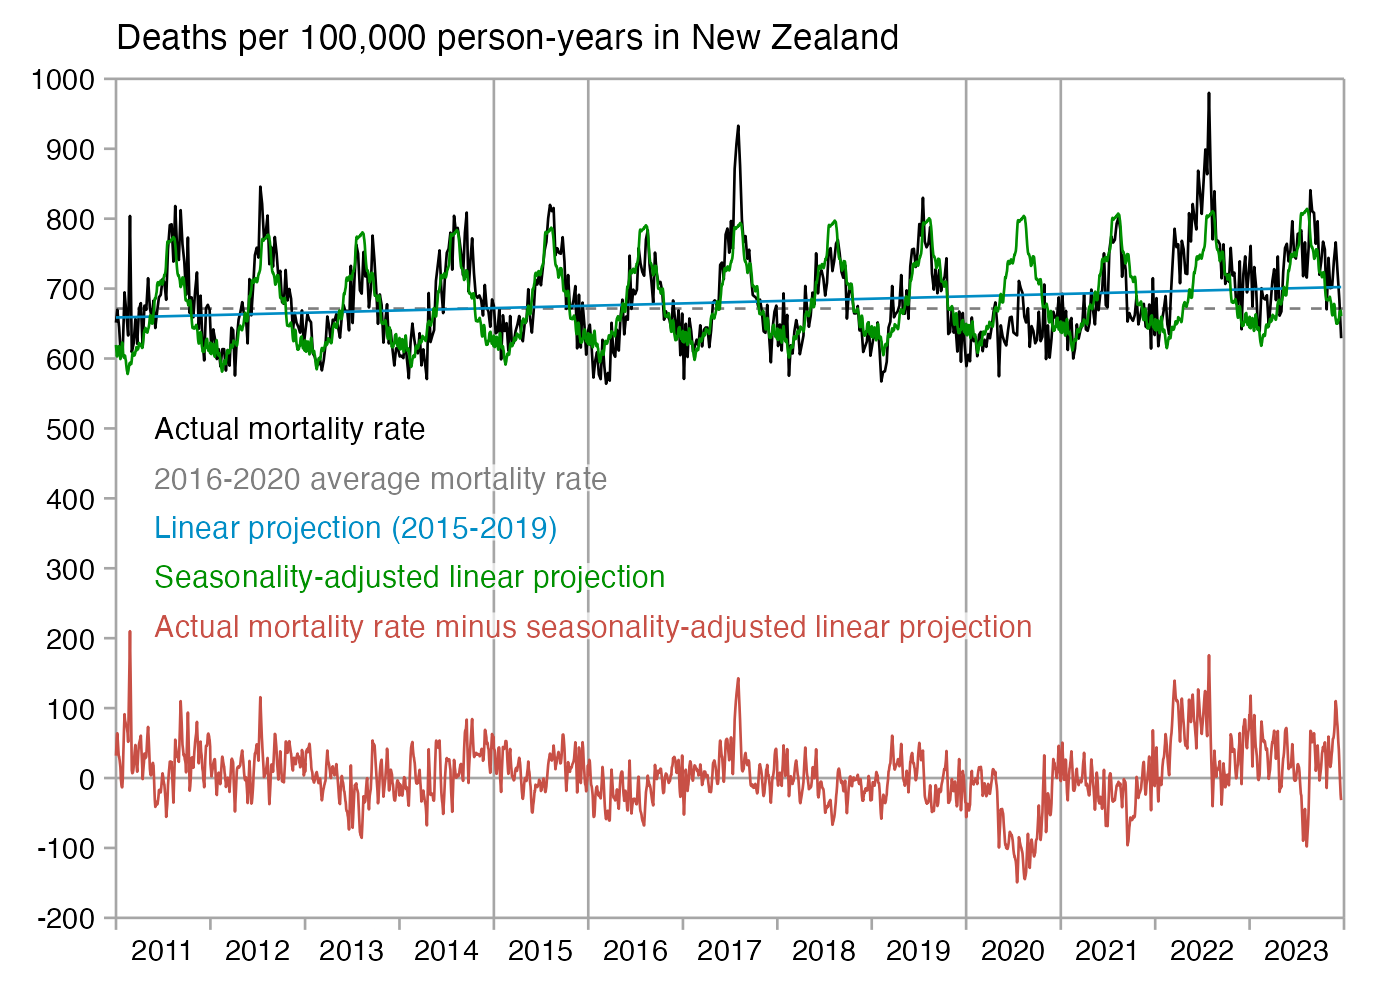 Deaths per 100,000 person-years in New Zealand
1000
900
800
700
600
500
400
300
200
100
0
-100
-200
Actual mortality rate
2016-2020 average mortality rate
Linear projection (2015-2019)
Seasonality-adjusted linear projection
Actual mortality rate minus seasonality-adjusted linear projection
2011 2012 2013 2014 2015 2016 2017 2018 2019 2020 2021 2022 2023